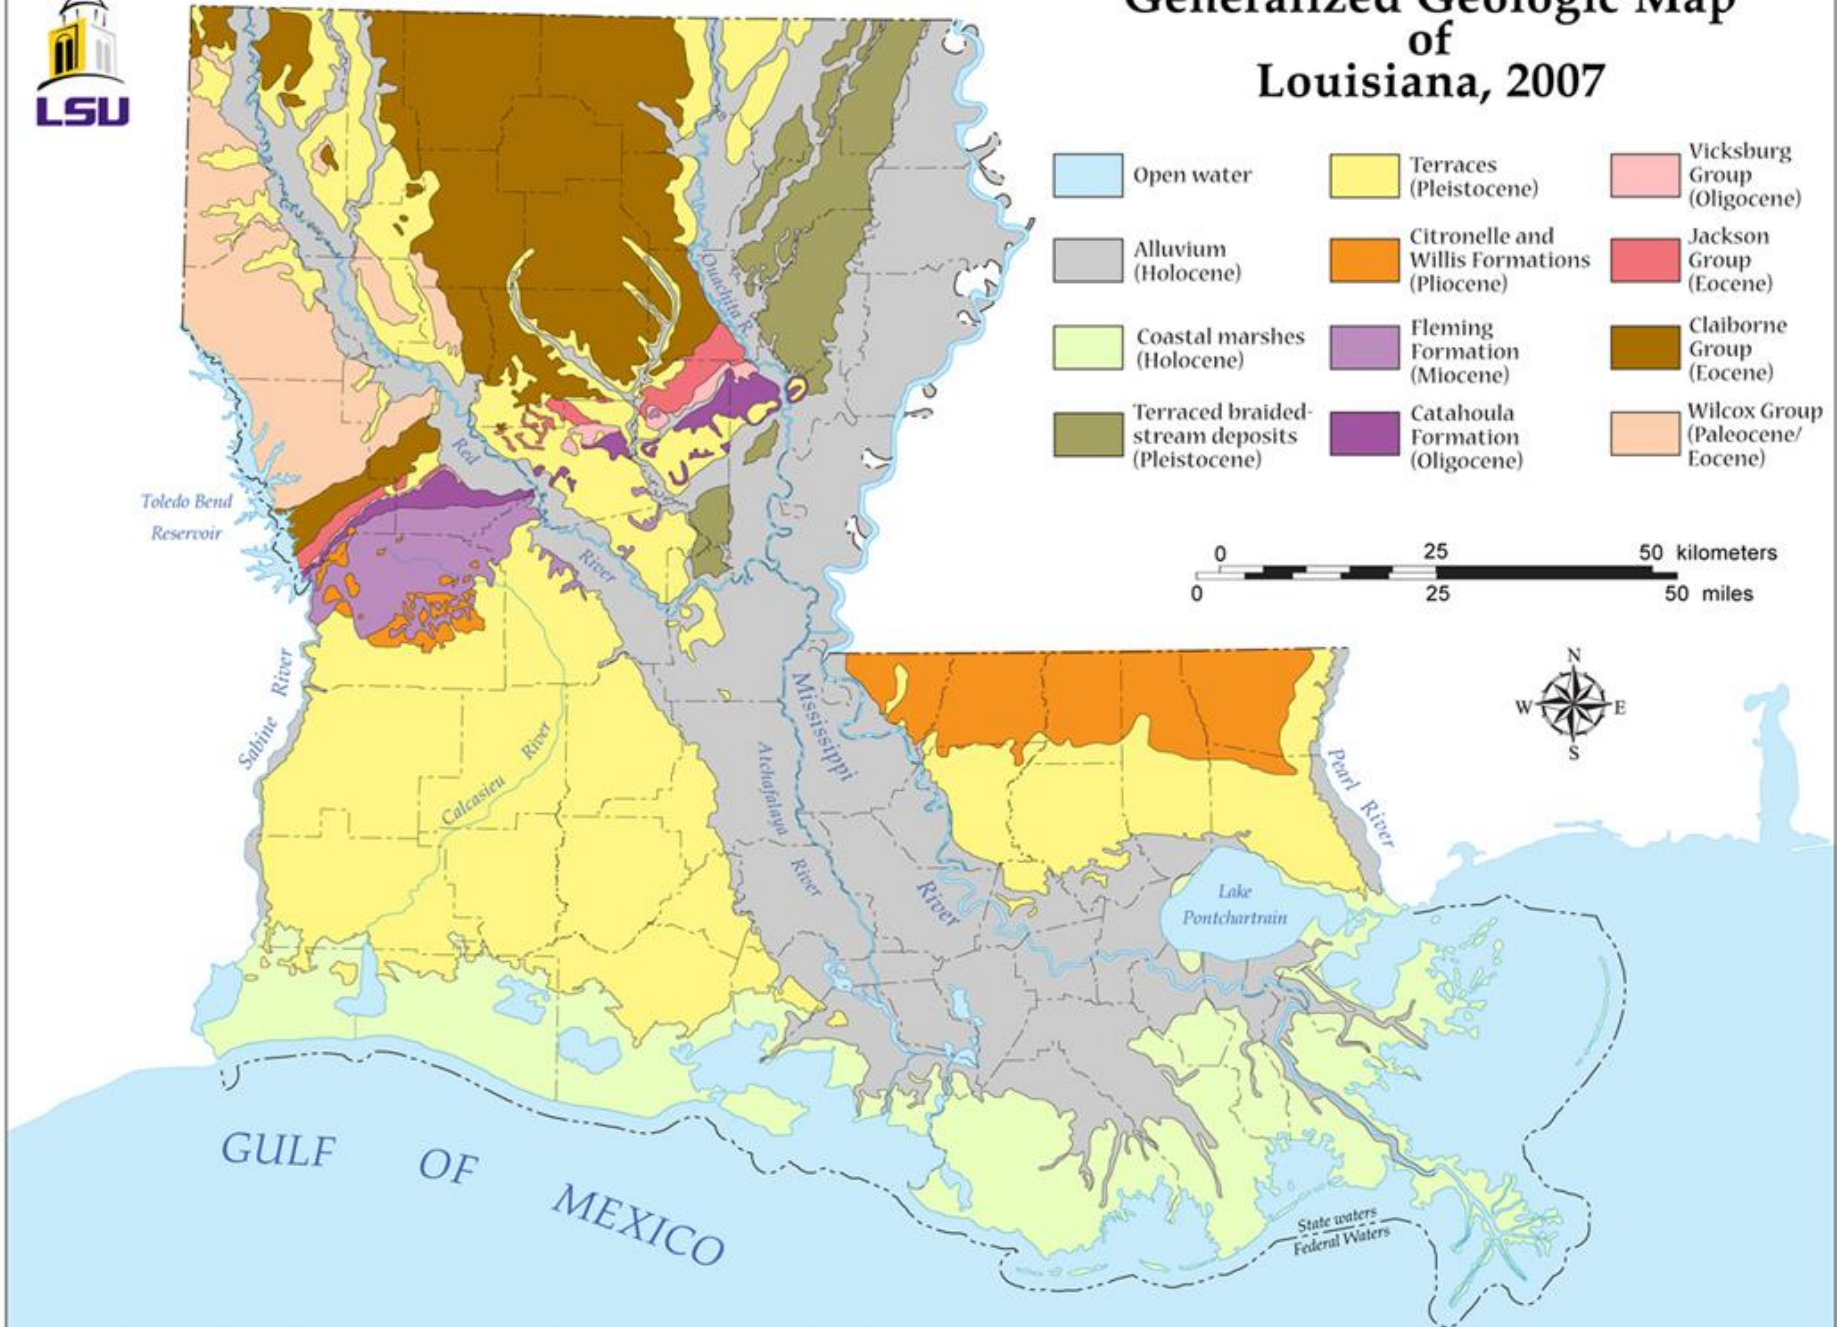 Generalized Geologic Map
of
Louisiana, 2007
LSU
Open water
Alluvium
(Holocene)
Coastal marshes
(Holocene)
Terraced braided-
stream deposits
(Pleistocene)
Terraces
(Pleistocene)
Citronelle and
Willis Formations
(Pliocene)
Fleming
Formation
(Miocene)
Catahoula
Formation
(Oligocene)
Vicksburg
Group
(Oligocene)
Jackson
Group
(Eocene)
Claiborne
Group
(Eocene)
Wilcox Group
(Paleocene/
Eocene)
0 25 50 kilometers
0 25 50 miles
N
W E
S
Ouachita R.
Red
River
Toledo Bend
Reservoir
Sabine River
Calcasieu River
Atchafalaya River
Mississippi River
Pearl River
Lake
Pontchartrain
GULF OF MEXICO
State waters
Federal Waters